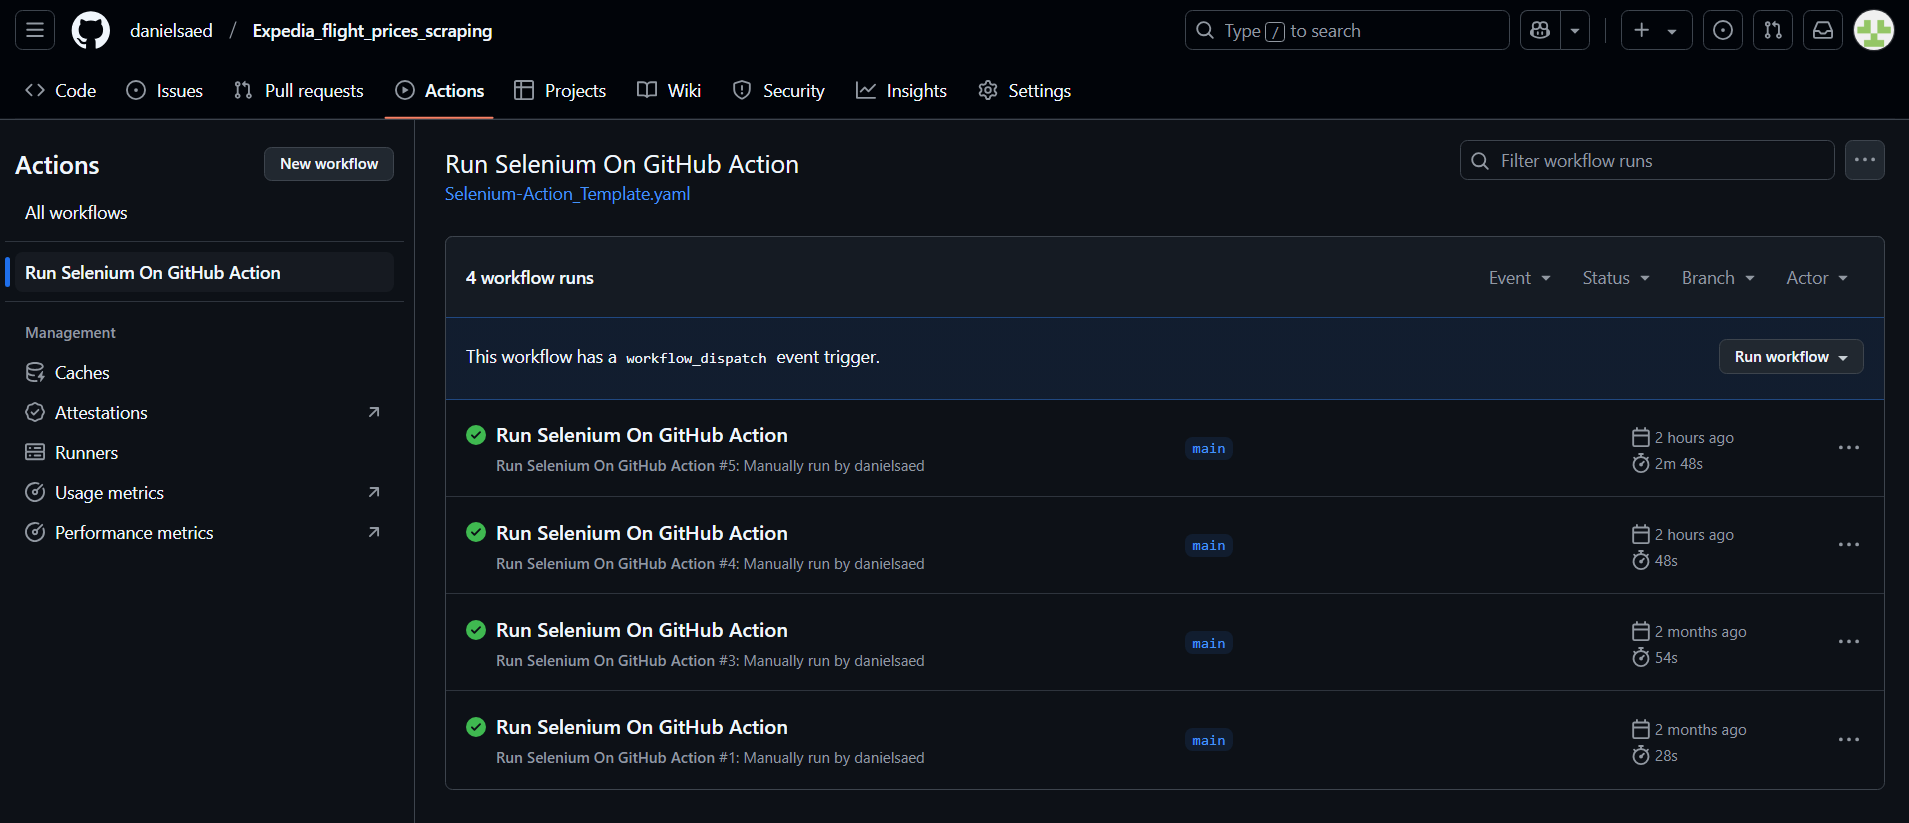 danielsaed / Expedia_flight_prices_scraping
Type / to search
Code
Issues
Pull requests
Actions
Projects
Wiki
Security
Insights
Settings
Actions
New workflow
All workflows
Run Selenium On GitHub Action
Management
Caches
Attestations
Runners
Usage metrics
Performance metrics
Run Selenium On GitHub Action
Selenium-Action_Template.yaml
Filter workflow runs
4 workflow runs
Event
Status
Branch
Actor
This workflow has a workflow_dispatch event trigger.
Run workflow
Run Selenium On GitHub Action
Run Selenium On GitHub Action #5: Manually run by danielsaed
main
2 hours ago
2m 48s
Run Selenium On GitHub Action
Run Selenium On GitHub Action #4: Manually run by danielsaed
main
2 hours ago
48s
Run Selenium On GitHub Action
Run Selenium On GitHub Action #3: Manually run by danielsaed
main
2 months ago
54s
Run Selenium On GitHub Action
Run Selenium On GitHub Action #1: Manually run by danielsaed
main
2 months ago
28s